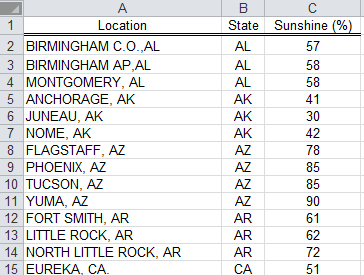 A B C
1 Location State Sunshine (%)
2 BIRMINGHAM C.O.,AL AL 57
3 BIRMINGHAM AP,AL AL 58
4 MONTGOMERY, AL AL 58
5 ANCHORAGE, AK AK 41
6 JUNEAU, AK AK 30
7 NOME, AK AK 42
8 FLAGSTAFF, AZ AZ 78
9 PHOENIX, AZ AZ 85
10 TUCSON, AZ AZ 85
11 YUMA, AZ AZ 90
12 FORT SMITH, AR AR 61
13 LITTLE ROCK, AR AR 62
14 NORTH LITTLE ROCK, AR AR 72
15 EUREKA, CA. CA 51